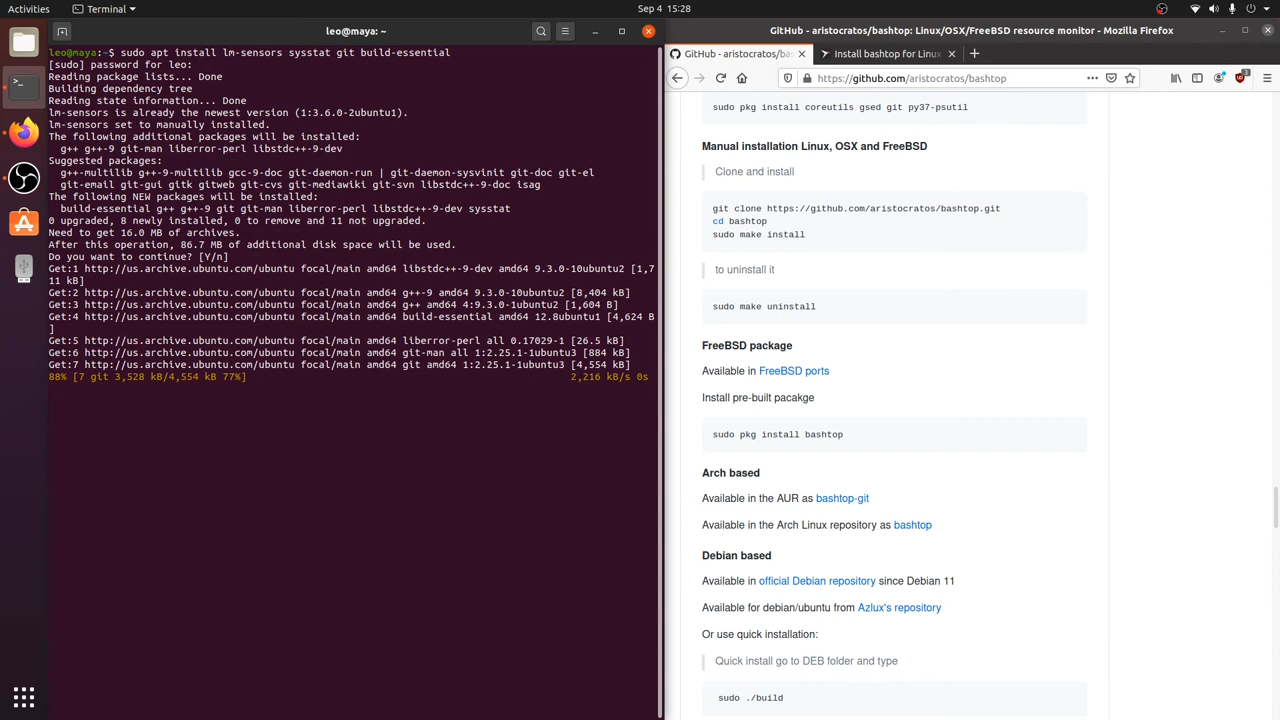 Activities
Terminal
Sep 4 15:28
leo@maya: ~
leo@maya:~$ sudo apt install lm-sensors sysstat git build-essential
[sudo] password for leo:
Reading package lists... Done
Building dependency tree
Reading state information... Done
lm-sensors is already the newest version (1:3.6.0-2ubuntu1).
lm-sensors set to manually installed.
The following additional packages will be installed:
g++ g++-9 git-man liberror-perl libstdc++-9-dev
Suggested packages:
g++-multilib g++-9-multilib gcc-9-doc git-daemon-run | git-daemon-sysvinit git-doc git-el
git-email git-gui gitk gitweb git-cvs git-mediawiki git-svn libstdc++-9-doc isag
The following NEW packages will be installed:
build-essential g++ g++-9 git git-man liberror-perl libstdc++-9-dev sysstat
0 upgraded, 8 newly installed, 0 to remove and 11 not upgraded.
Need to get 16.0 MB of archives.
After this operation, 86.7 MB of additional disk space will be used.
Do you want to continue? [Y/n]
Get:1 http://us.archive.ubuntu.com/ubuntu focal/main amd64 libstdc++-9-dev amd64 9.3.0-10ubuntu2 [1,7
11 kB]
Get:2 http://us.archive.ubuntu.com/ubuntu focal/main amd64 g++-9 amd64 9.3.0-10ubuntu2 [8,404 kB]
Get:3 http://us.archive.ubuntu.com/ubuntu focal/main amd64 g++ amd64 4:9.3.0-1ubuntu2 [1,604 B]
Get:4 http://us.archive.ubuntu.com/ubuntu focal/main amd64 build-essential amd64 12.8ubuntu1 [4,624 B
]
Get:5 http://us.archive.ubuntu.com/ubuntu focal/main amd64 liberror-perl all 0.17029-1 [26.5 kB]
Get:6 http://us.archive.ubuntu.com/ubuntu focal/main amd64 git-man all 1:2.25.1-1ubuntu3 [884 kB]
Get:7 http://us.archive.ubuntu.com/ubuntu focal/main amd64 git amd64 1:2.25.1-1ubuntu3 [4,554 kB]
88% [7 git 3,528 kB/4,554 kB 77%] 2,216 kB/s 0s
GitHub - aristocratos/bashtop: Linux/OSX/FreeBSD resource monitor - Mozilla Firefox
GitHub - aristocratos/bas
Install bashtop for Linux
https://github.com/aristocratos/bashtop
3
sudo pkg install coreutils gsed git py37-psutil
Manual installation Linux, OSX and FreeBSD
Clone and install
git clone https://github.com/aristocratos/bashtop.git
cd bashtop
sudo make install
to uninstall it
sudo make uninstall
FreeBSD package
Available in FreeBSD ports
Install pre-built pacakge
sudo pkg install bashtop
Arch based
Available in the AUR as bashtop-git
Available in the Arch Linux repository as bashtop
Debian based
Available in official Debian repository since Debian 11
Available for debian/ubuntu from Azlux's repository
Or use quick installation:
Quick install go to DEB folder and type
sudo ./build